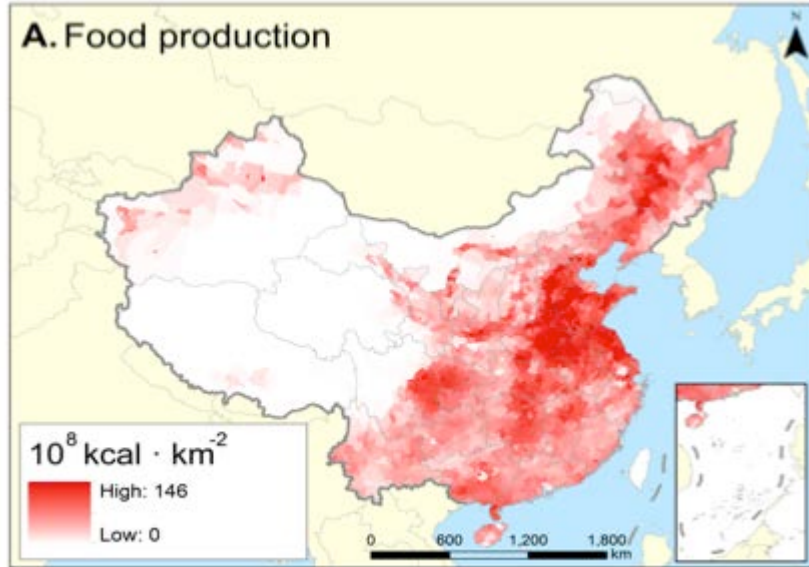 A. Food production
N
10⁸ kcal · km⁻²
High: 146
Low: 0
0 600 1,200 1,800
km